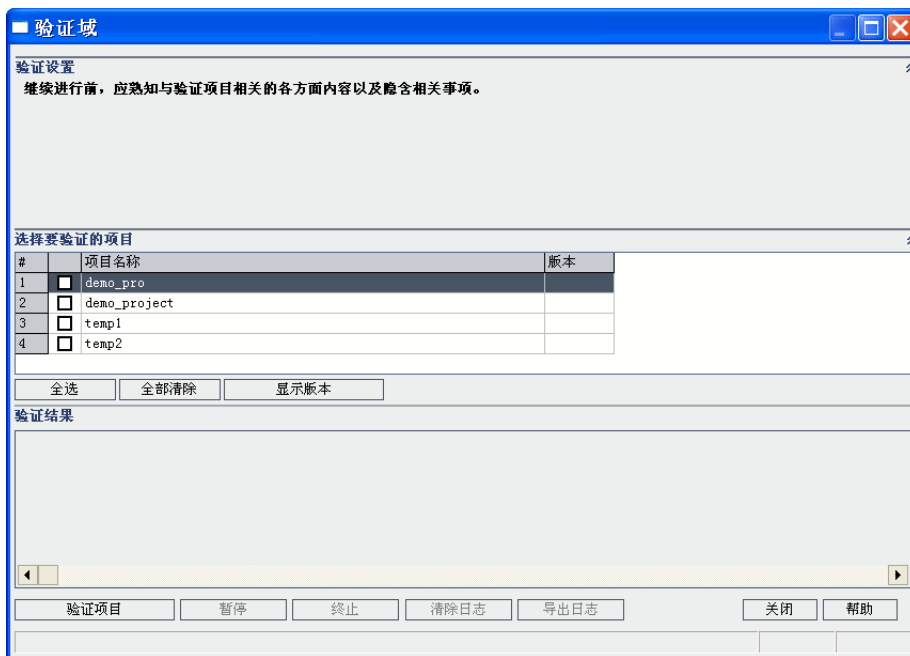 验证域
验证设置
继续进行前，应熟知与验证项目相关的各方面内容以及隐含相关事项。
选择要验证的项目
# 项目名称 版本
1 demo_pro
2 demo_project
3 temp1
4 temp2
全选 全部清除 显示版本
验证结果
验证项目 暂停 终止 清除日志 导出日志 关闭 帮助